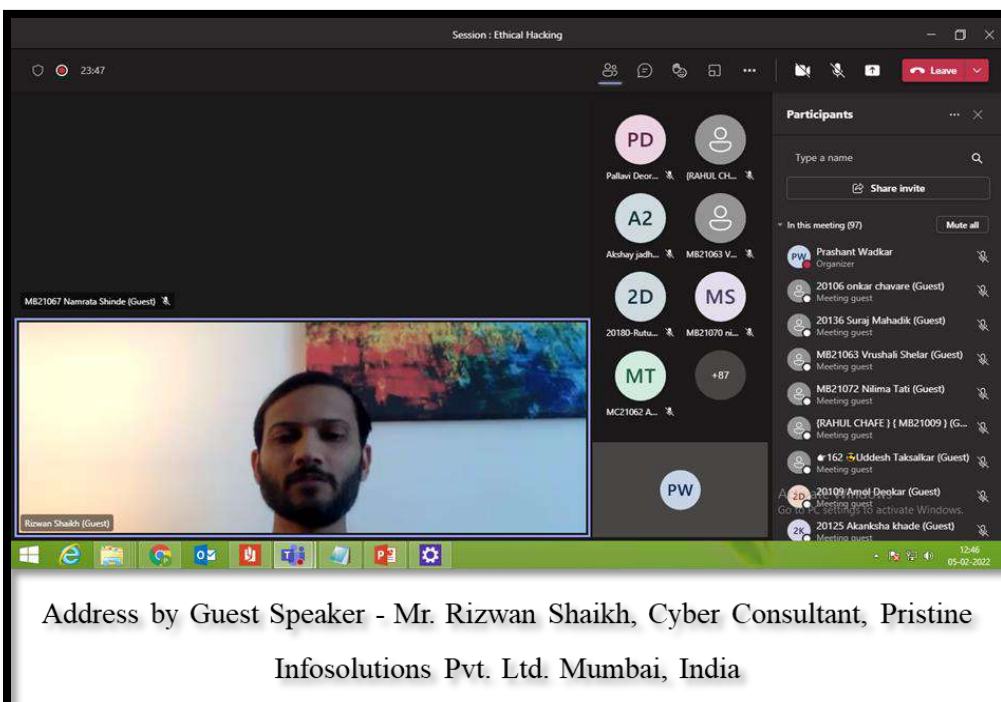 Session : Ethical Hacking
23:47
Leave
Participants
Type a name
Share invite
In this meeting (97)
Mute all
PW
Prashant Wadkar
Organizer
20106 onkar chavare (Guest)
Meeting guest
20136 Suraj Mahadik (Guest)
Meeting guest
MB21063 Vrushali Shelar (Guest)
Meeting guest
MB21072 Nilima Tati (Guest)
Meeting guest
(RAHUL CHAFE } { MB21009 } (G...
Meeting guest
162 Uddesh Taksalkar (Guest)
Meeting guest
2D
20109 Amol Deokar (Guest)
Meeting guest
2K
20125 Akanksha khade (Guest)
Meeting guest
Activate Windows
Go to PC settings to activate Windows.
PD
Pallavi Deor...
(RAHUL CH...
A2
Akshay jadh...
MB21063 V...
2D
20180-Rutu...
MS
MB21070 ni...
MT
MC21062 A...
+87
PW
MB21067 Namrata Shinde (Guest)
Rizwan Shaikh (Guest)
12:46
05-02-2022
Address by Guest Speaker - Mr. Rizwan Shaikh, Cyber Consultant, Pristine
Infosolutions Pvt. Ltd. Mumbai, India